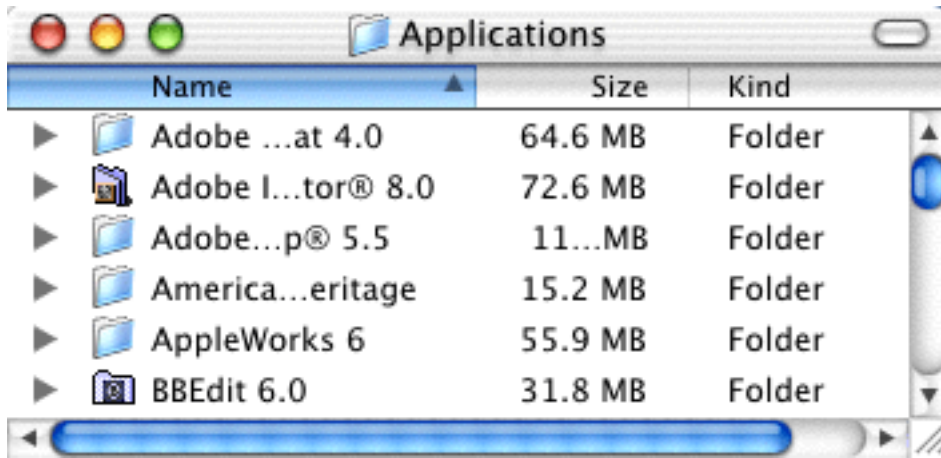 Applications
Name Size Kind
Adobe …at 4.0 64.6 MB Folder
Adobe I…tor® 8.0 72.6 MB Folder
Adobe…p® 5.5 11…MB Folder
America…eritage 15.2 MB Folder
AppleWorks 6 55.9 MB Folder
BBEdit 6.0 31.8 MB Folder